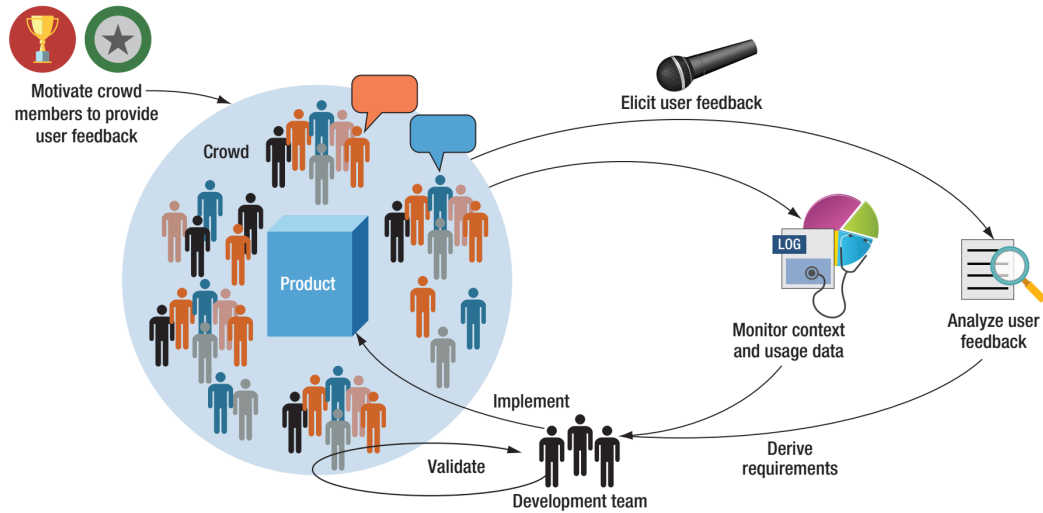 Motivate crowd
members to provide
user feedback
Elicit user feedback
Crowd
LOG
Product
Monitor context
and usage data
Analyze user
feedback
Implement
Validate
Derive
requirements
Development team